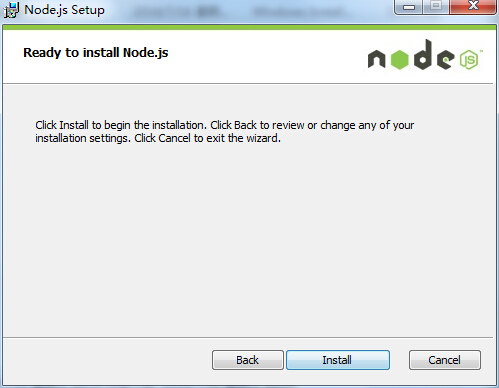 Node.js Setup
Ready to install Node.js
node
JS
Click Install to begin the installation. Click Back to review or change any of your
installation settings. Click Cancel to exit the wizard.
Back
Install
Cancel